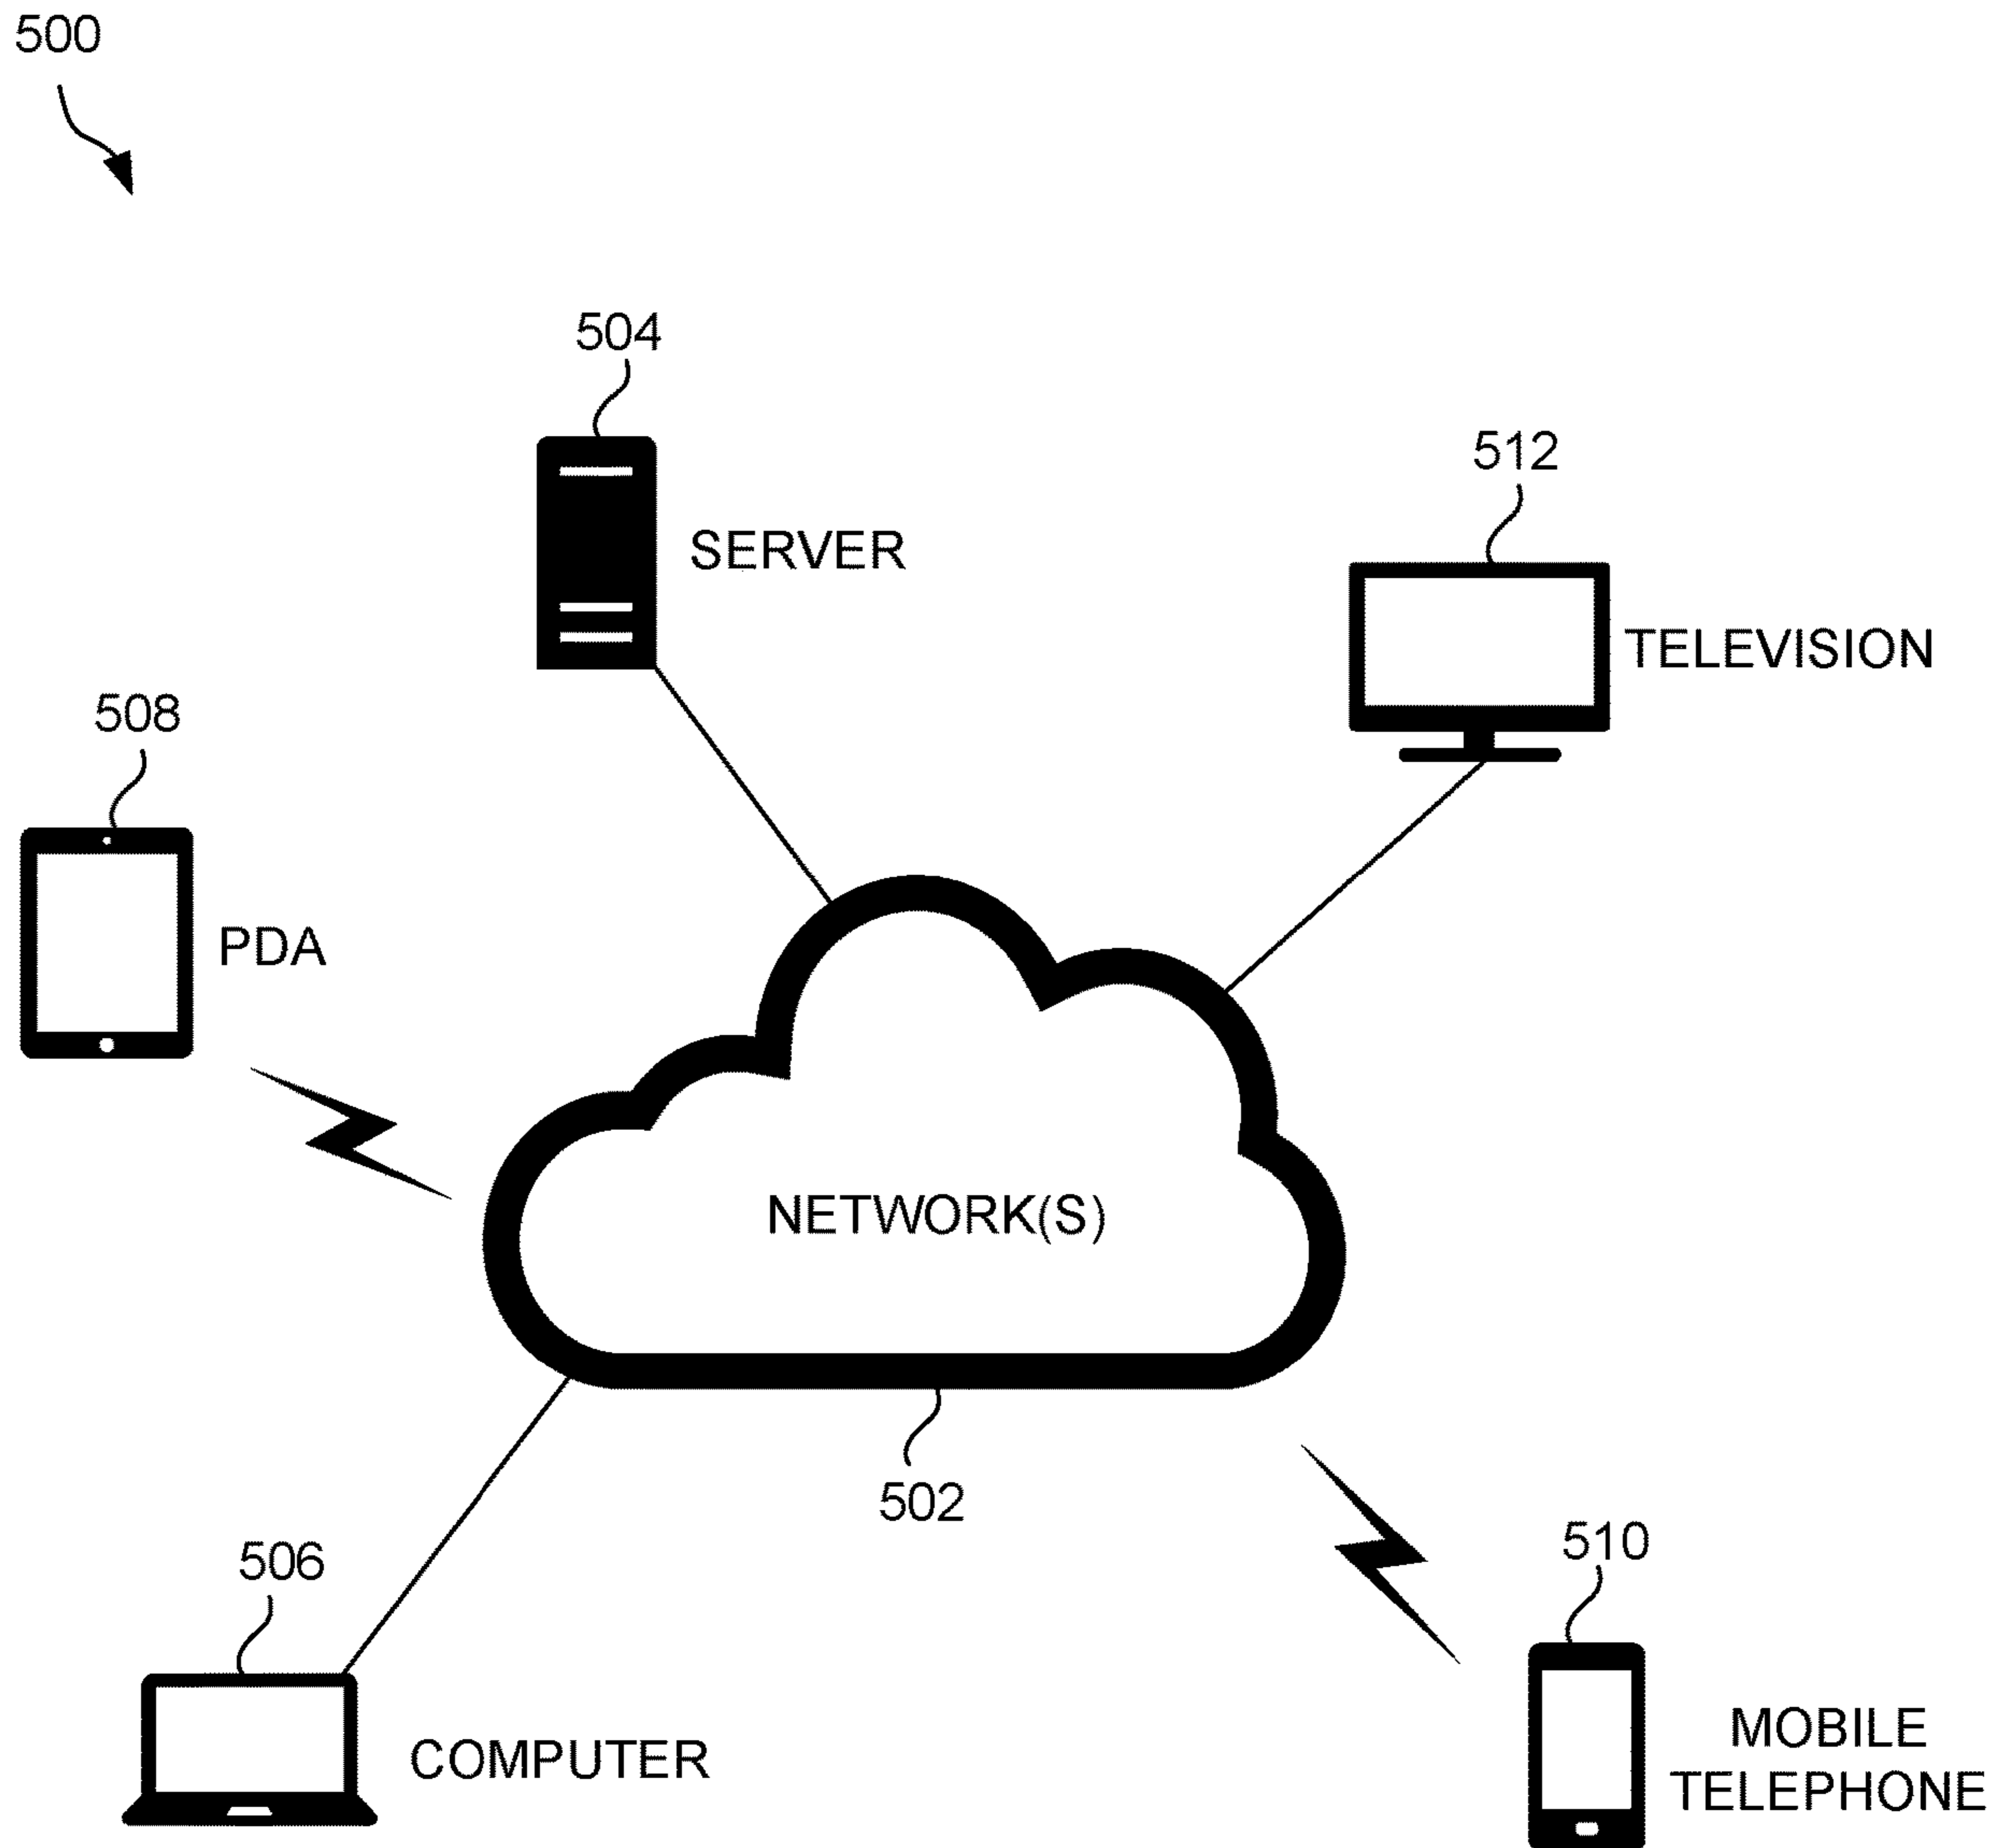 500
504
SERVER
512
TELEVISION
508
PDA
NETWORK(S)
502
506
COMPUTER
510
MOBILE
TELEPHONE